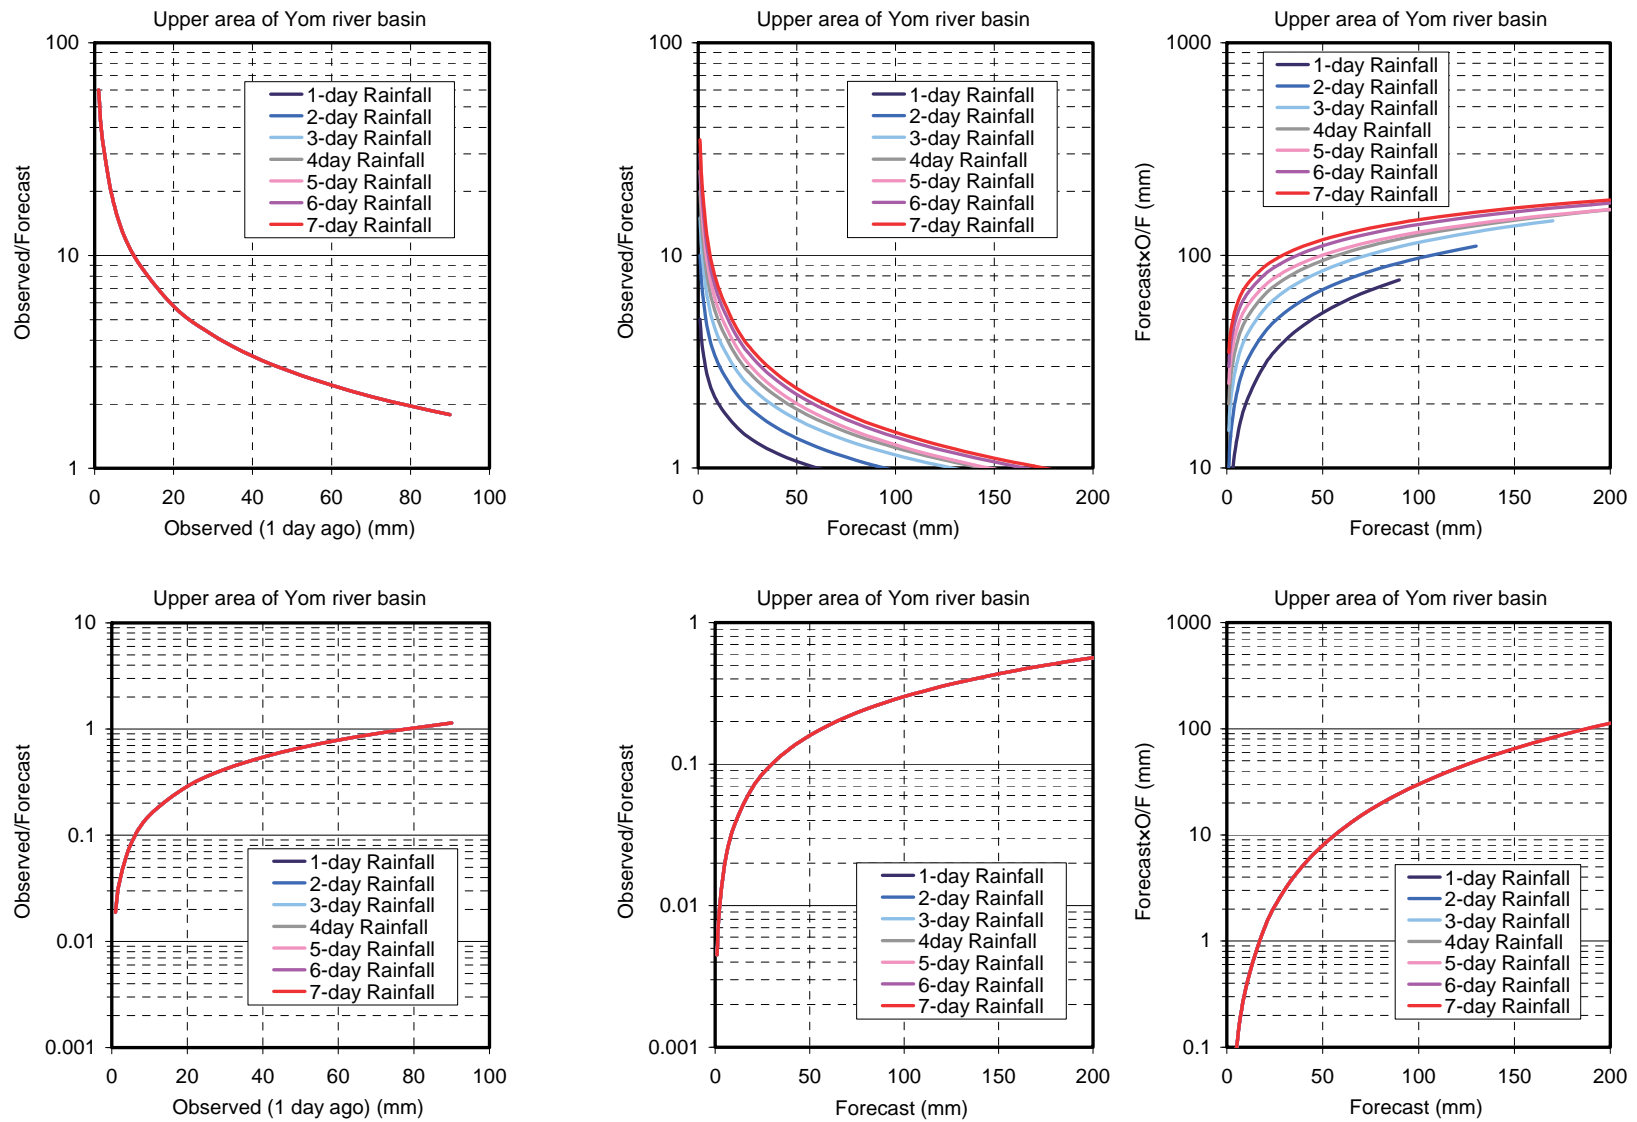 Upper area of Yom river basin
100
10
1
0 20 40 60 80 100
Observed/Forecast
Observed (1 day ago) (mm)
1-day Rainfall
2-day Rainfall
3-day Rainfall
4day Rainfall
5-day Rainfall
6-day Rainfall
7-day Rainfall
Upper area of Yom river basin
100
10
1
0 50 100 150 200
Observed/Forecast
Forecast (mm)
1-day Rainfall
2-day Rainfall
3-day Rainfall
4day Rainfall
5-day Rainfall
6-day Rainfall
7-day Rainfall
Upper area of Yom river basin
1000
100
10
0 50 100 150 200
Forecast×O/F (mm)
Forecast (mm)
1-day Rainfall
2-day Rainfall
3-day Rainfall
4day Rainfall
5-day Rainfall
6-day Rainfall
7-day Rainfall
Upper area of Yom river basin
10
1
0.1
0.01
0.001
0 20 40 60 80 100
Observed/Forecast
Observed (1 day ago) (mm)
1-day Rainfall
2-day Rainfall
3-day Rainfall
4day Rainfall
5-day Rainfall
6-day Rainfall
7-day Rainfall
Upper area of Yom river basin
1
0.1
0.01
0.001
0 50 100 150 200
Observed/Forecast
Forecast (mm)
1-day Rainfall
2-day Rainfall
3-day Rainfall
4day Rainfall
5-day Rainfall
6-day Rainfall
7-day Rainfall
Upper area of Yom river basin
1000
100
10
1
0.1
0 50 100 150 200
Forecast×O/F (mm)
Forecast (mm)
1-day Rainfall
2-day Rainfall
3-day Rainfall
4day Rainfall
5-day Rainfall
6-day Rainfall
7-day Rainfall